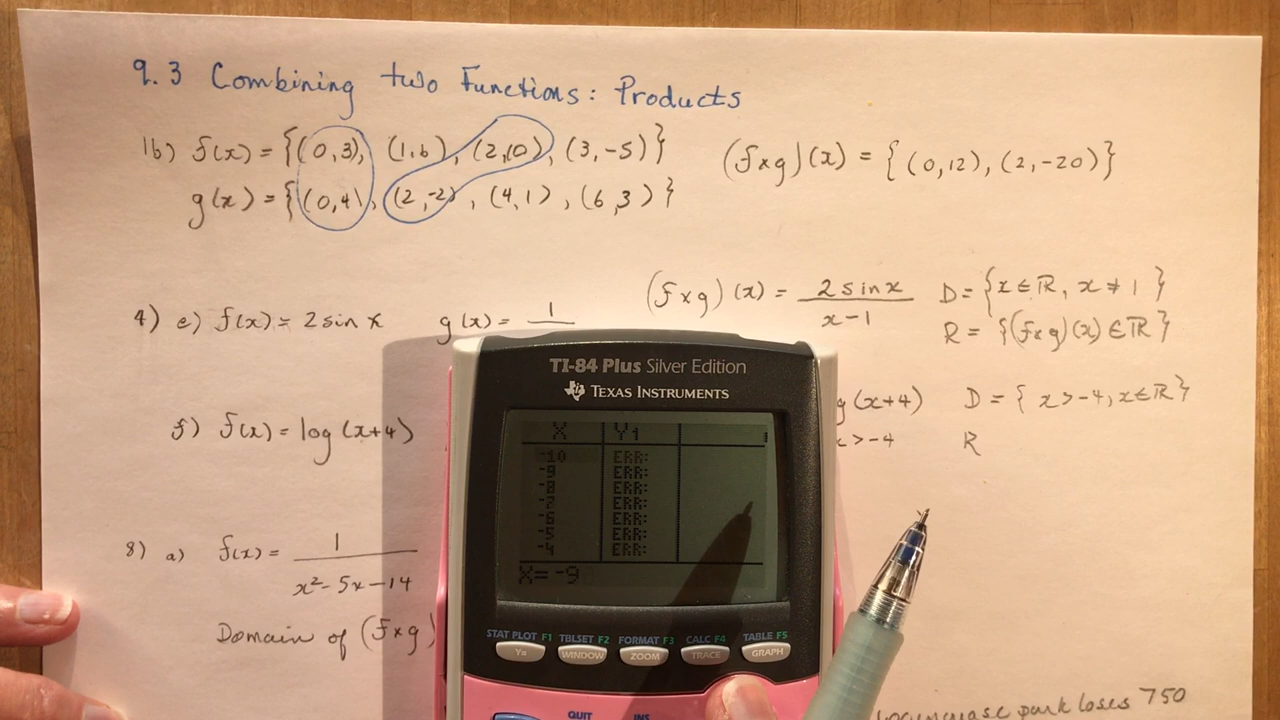 9.3 Combining two Functions: Products
1b) f(x) = {(0,3), (1,6), (2,10), (3,-5)}
(f×g)(x) = {(0,12), (2,-20)}
g(x) = {(0,4), (2,-2), (4,1), (6,3)}
4) e) f(x) = 2 sin x
g(x) = 1
(f×g)(x) = 2 sin x / x-1
D = {x∈ℝ, x ≠ 1}
R = {(f×g)(x) ∈ ℝ}
f) f(x) = log(x+4)
(x+4)
D = { x>-4, x∈ℝ}
>-4
R
8) a) f(x) = 1 / x²-5x-14
Domain of (f×g)
park loses 750
TI-84 Plus Silver Edition
TEXAS INSTRUMENTS
X Y1
-10 ERR:
-9 ERR:
-8 ERR:
-7 ERR:
-6 ERR:
-5 ERR:
-4 ERR:
X=-9
STAT PLOT F1 TBLSET F2 FORMAT F3 CALC F4 TABLE F5
Y= WINDOW ZOOM TRACE GRAPH
QUIT INS